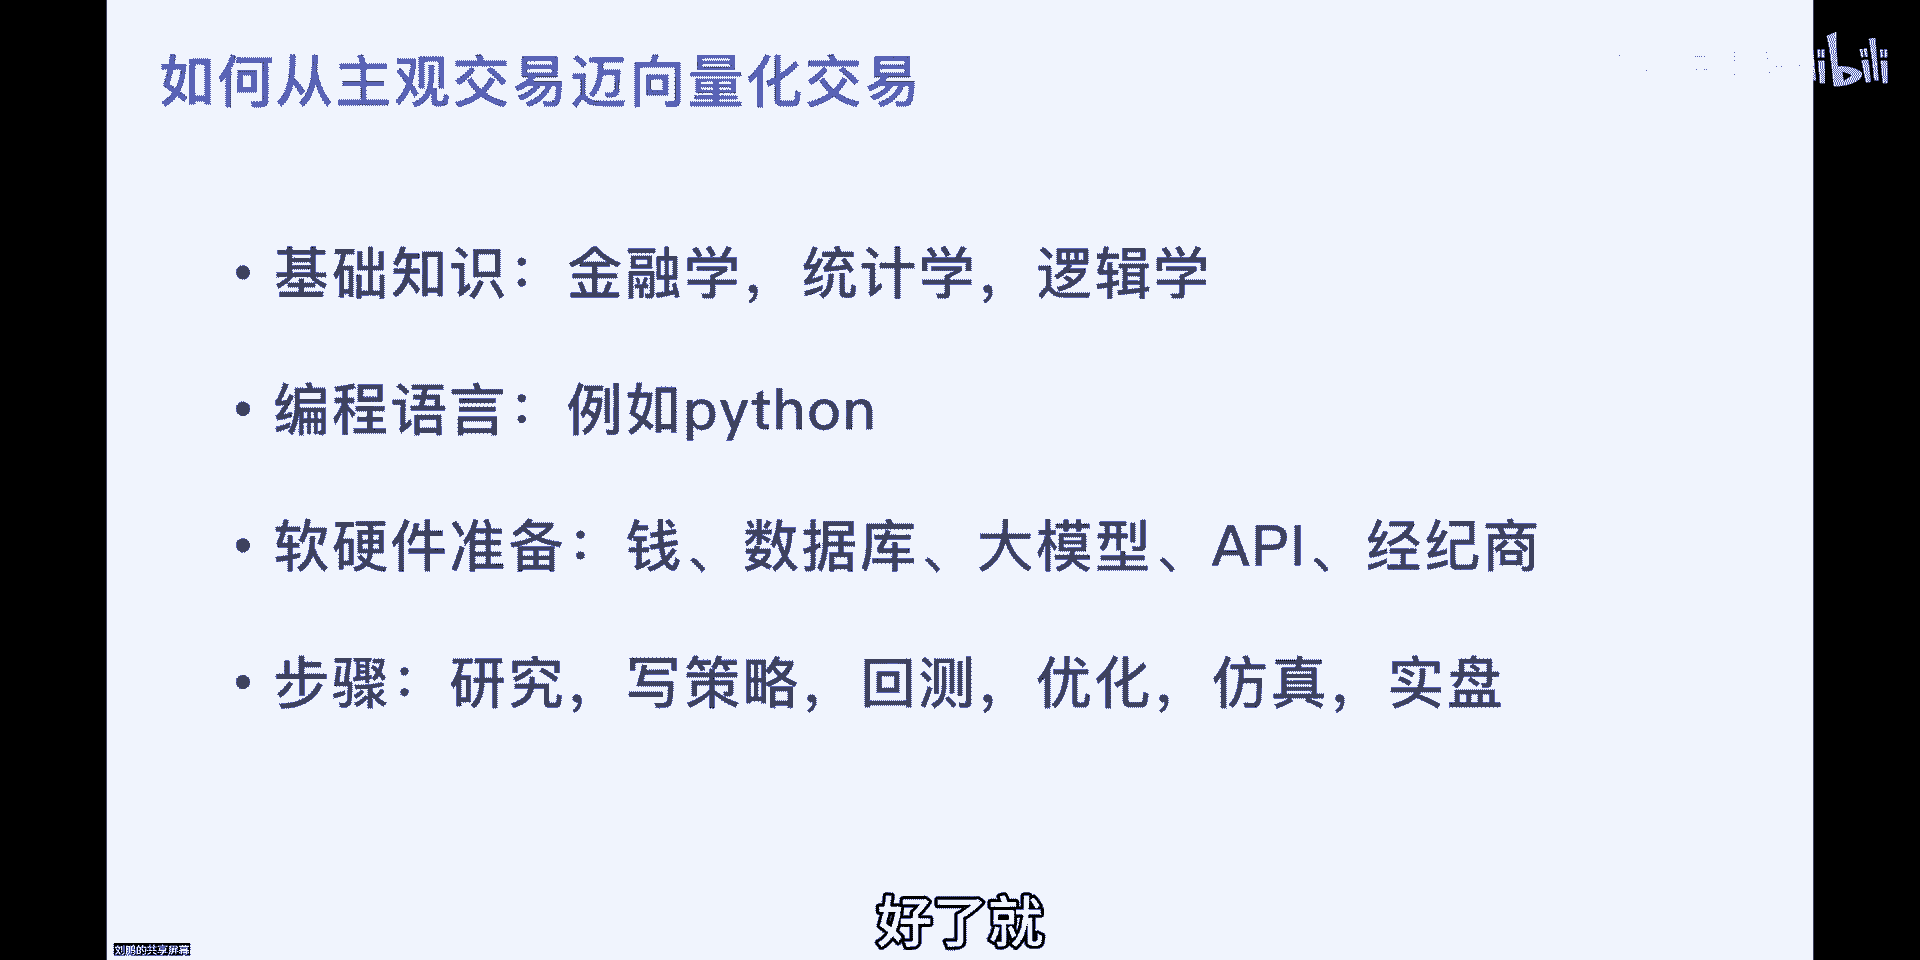 如何从主观交易迈向量化交易
• 基础知识：金融学，统计学，逻辑学
• 编程语言：例如python
• 软硬件准备：钱、数据库、大模型、API、经纪商
• 步骤：研究，写策略，回测，优化，仿真，实盘
好了就
刘鹏的共享屏幕